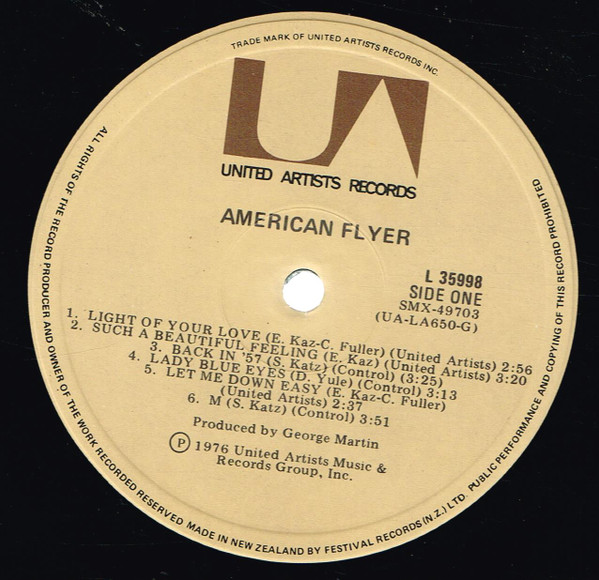 TRADE MARK OF UNITED ARTISTS RECORDS INC.
UA
UNITED ARTISTS RECORDS
AMERICAN FLYER
L 35998
SIDE ONE
SMX-49703
(UA-LA650-G)
1. LIGHT OF YOUR LOVE (E. Kaz-C. Fuller) (United Artists) 2:56
2. SUCH A BEAUTIFUL FEELING (E. Kaz) (United Artists) 3:20
3. BACK IN '57 (S. Katz) (Control) (3:25)
4. LADY BLUE EYES (D. Yule) (Control) 3:13
5. LET ME DOWN EASY (E. Kaz-C. Fuller)
(United Artists) 2:37
6. M (S. Katz) (Control) 3:51
Produced by George Martin
Ⓟ 1976 United Artists Music &
Records Group, Inc.
ALL RIGHTS OF THE RECORD PRODUCER AND OWNER OF THE WORK RECORDED RESERVED MADE IN NEW ZEALAND BY FESTIVAL RECORDS (N.Z.) LTD. PUBLIC PERFORMANCE AND COPYING OF THIS RECORD PROHIBITED